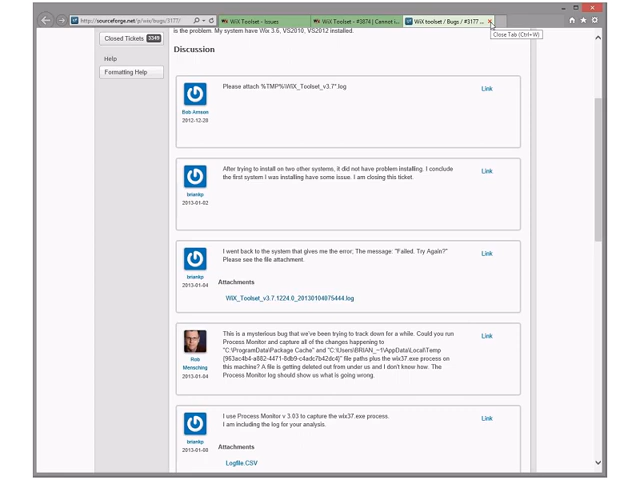 http://sourceforge.net/p/wix/bugs/3177/
WiX Toolset - Issues
WiX Toolset - #3874 | Cannot i...
WiX toolset / Bugs / #3177 ...
Close Tab (Ctrl+W)
is the problem. My system have Wix 3.6, VS2010, VS2012 installed.
Closed Tickets 3349
Help
Formatting Help
Discussion
Please attach %TMP%\WiX_Toolset_v3.7*.log
Link
Bob Arnson
2012-12-28
After trying to install on two other systems, it did not have problem installing. I conclude
the first system I was installing have some issue. I am closing this ticket.
Link
briankp
2013-01-02
I went back to the system that gives me the error, The message: "Failed. Try Again?"
Please see the file attachment.
Link
briankp
2013-01-04
Attachments
WiX_Toolset_v3.7.1224.0_20130104075444.log
This is a mysterious bug that we've been trying to track down for a while. Could you run
Process Monitor and capture all of the changes happening to
"C:\ProgramData\Package Cache" and "C:\Users\BRIAN_~1\AppData\Local\Temp
\{963ac4b4-a882-4471-8db9-c4adc7b42dc4}" file paths plus the wix37.exe process on
this machine? A file is getting deleted out from under us and I don't know how. The
Process Monitor log should show us what is going wrong.
Link
Rob
Mensching
2013-01-04
I use Process Monitor v 3.03 to capture the wix37.exe process.
I am including the log for your analysis.
Link
briankp
2013-01-04
Attachments
Logfile.CSV